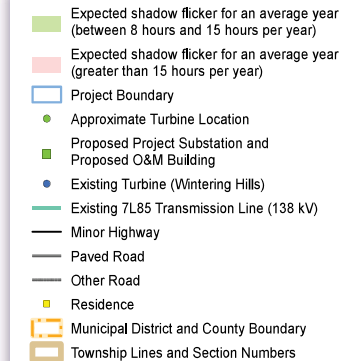 Expected shadow flicker for an average year
(between 8 hours and 15 hours per year)
Expected shadow flicker for an average year
(greater than 15 hours per year)
Project Boundary
Approximate Turbine Location
Proposed Project Substation and
Proposed O&M Building
Existing Turbine (Wintering Hills)
Existing 7L85 Transmission Line (138 kV)
Minor Highway
Paved Road
Other Road
Residence
Municipal District and County Boundary
Township Lines and Section Numbers